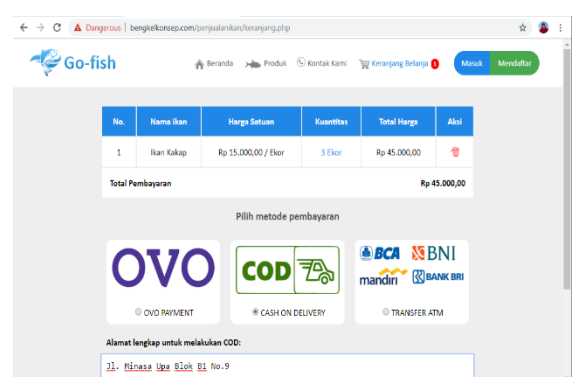 Dangerous | bengkelkonsep.com/penjualanikan/keranjang.php
Go-fish Beranda Produk Kontak Kami Keranjang Belanja 1 Masuk Mendaftar
No. Nama ikan Harga Satuan Kuantitas Total Harga Aksi
1 Ikan Kakap Rp 15.000,00 / Ekor 3 Ekor Rp 45.000,00
Total Pembayaran Rp 45.000,00
Pilih metode pembayaran
OVO COD BCA BNI
mandiri BANK BRI
OVO PAYMENT CASH ON DELIVERY TRANSFER ATM
Alamat lengkap untuk melakukan COD:
Jl. Minasa Upa Blok B1 No.9